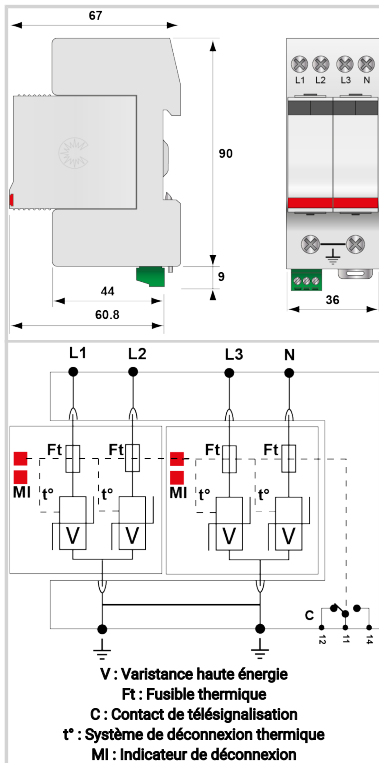 67
L1 L2 L3 N
90
9
44
60.8
36
L1 L2 L3 N
Ft Ft Ft Ft
MI t° t° MI t° t°
V V V V
C
12 11 14
V : Varistance haute énergie
Ft : Fusible thermique
C : Contact de télésignalisation
t° : Système de déconnexion thermique
MI : Indicateur de déconnexion